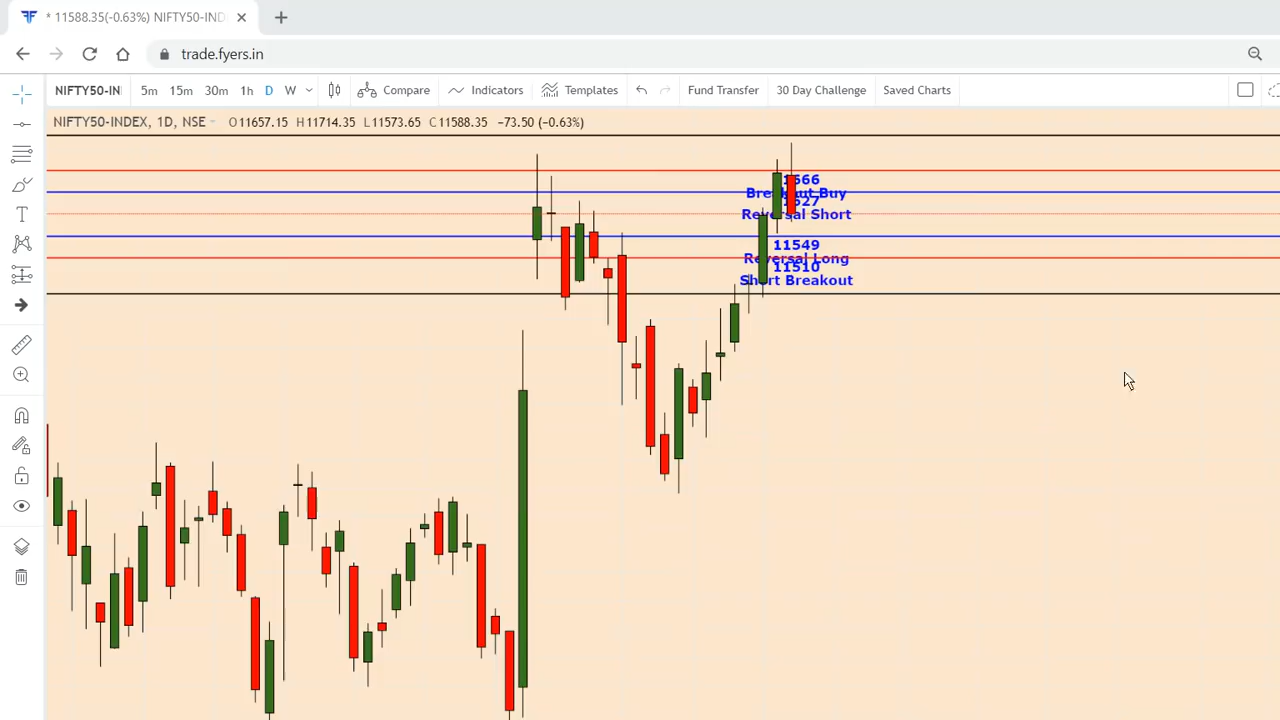 * 11588.35(-0.63%) NIFTY50-IND
trade.fyers.in
NIFTY50-IN 5m 15m 30m 1h D W Compare Indicators Templates Fund Transfer 30 Day Challenge Saved Charts
NIFTY50-INDEX, 1D, NSE O11657.15 H11714.35 L11573.65 C11588.35 -73.50 (-0.63%)
Buy
Reversal Short
11549
Reversal Long
11510
Short Breakout